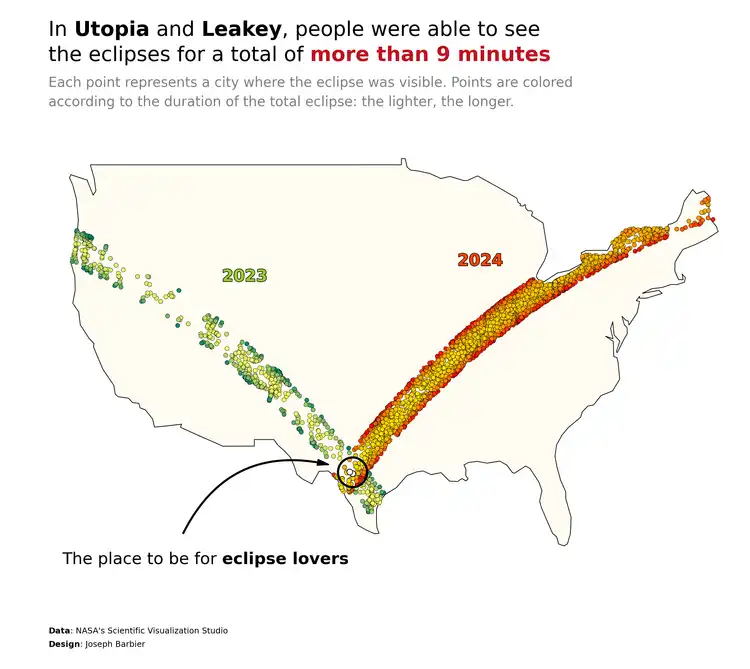 In Utopia and Leakey, people were able to see
the eclipses for a total of more than 9 minutes
Each point represents a city where the eclipse was visible. Points are colored
according to the duration of the total eclipse: the lighter, the longer.
2024
2023
The place to be for eclipse lovers
Data: NASA's Scientific Visualization Studio
Design: Joseph Barbier